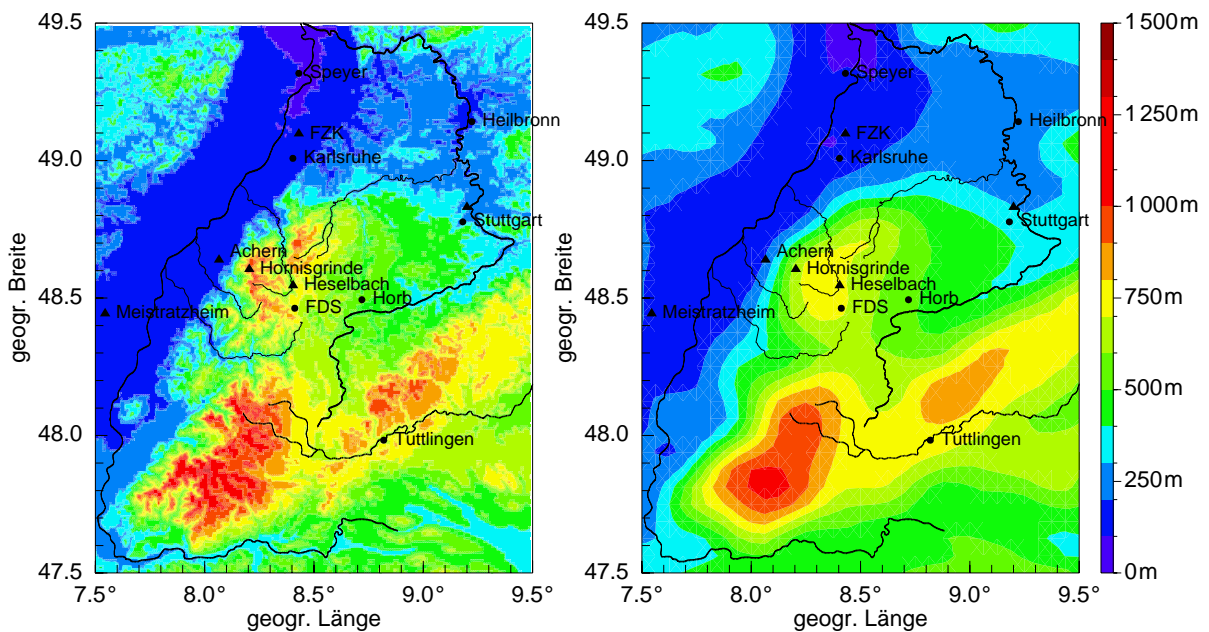 49.5
49.0
48.5
48.0
47.5
geogr. Breite
7.5°
8.0°
8.5°
9.0°
9.5°
geogr. Länge
Speyer
Heilbronn
FZK
Karlsruhe
Stuttgart
Achern
Hornisgrinde
Heselbach
FDS
Horb
Meistratzheim
Tuttlingen
49.5
49.0
48.5
48.0
47.5
geogr. Breite
7.5°
8.0°
8.5°
9.0°
9.5°
geogr. Länge
Speyer
Heilbronn
FZK
Karlsruhe
Stuttgart
Achern
Hornisgrinde
Heselbach
FDS
Horb
Meistratzheim
Tuttlingen
1500m
1250m
1000m
750m
500m
250m
0m